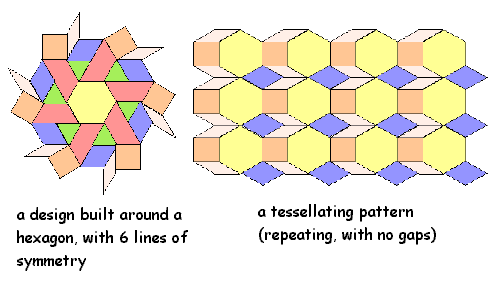 a design built around a
hexagon, with 6 lines of
symmetry
a tessellating pattern
(repeating, with no gaps)